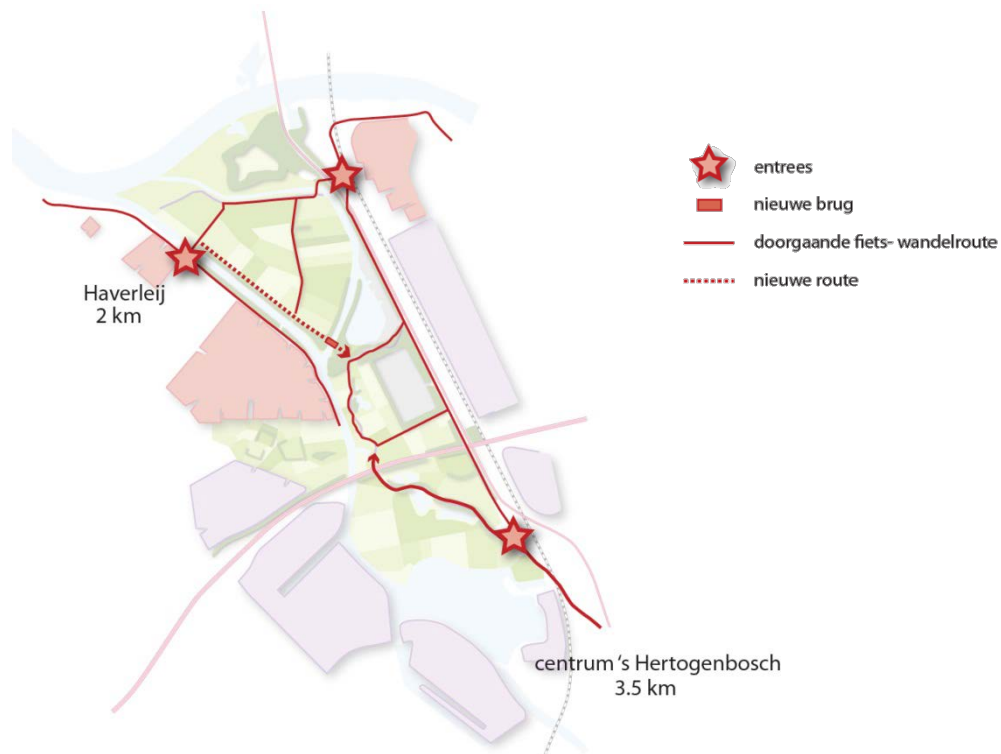 entrees
nieuwe brug
doorgaande fiets- wandelroute
nieuwe route
Haverleij
2 km
centrum 's Hertogenbosch
3.5 km